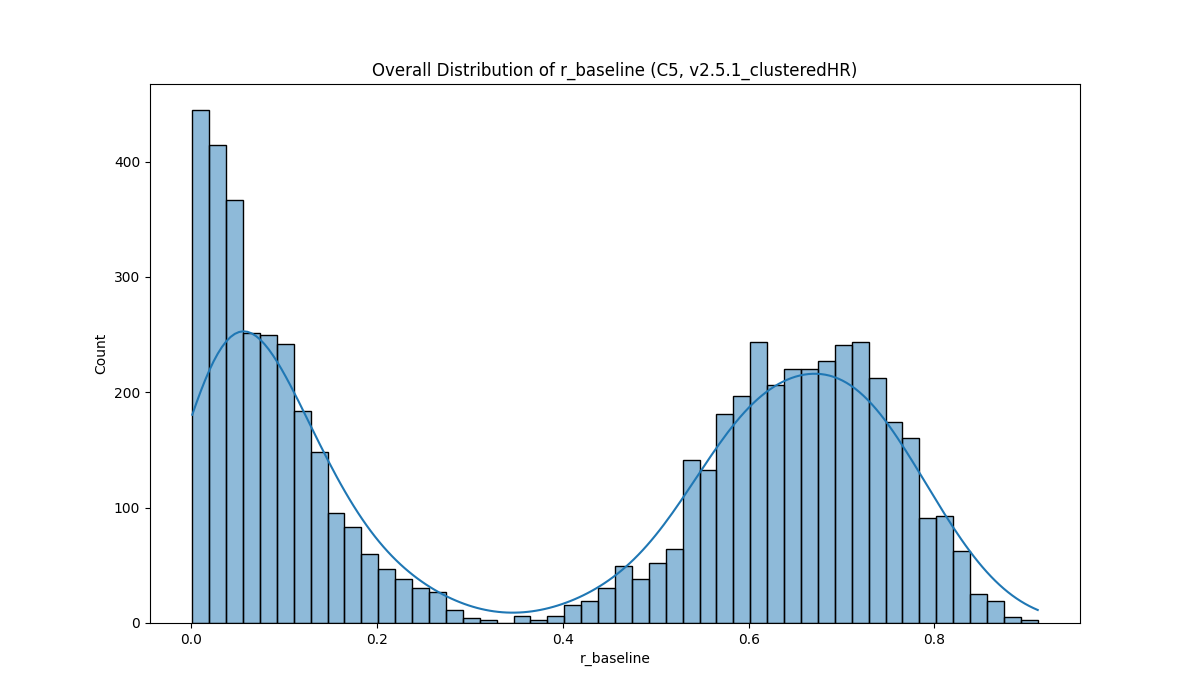 Overall Distribution of r_baseline (C5, v2.5.1_clusteredHR)
400
300
200
100
0
Count
0.0 0.2 0.4 0.6 0.8
r_baseline